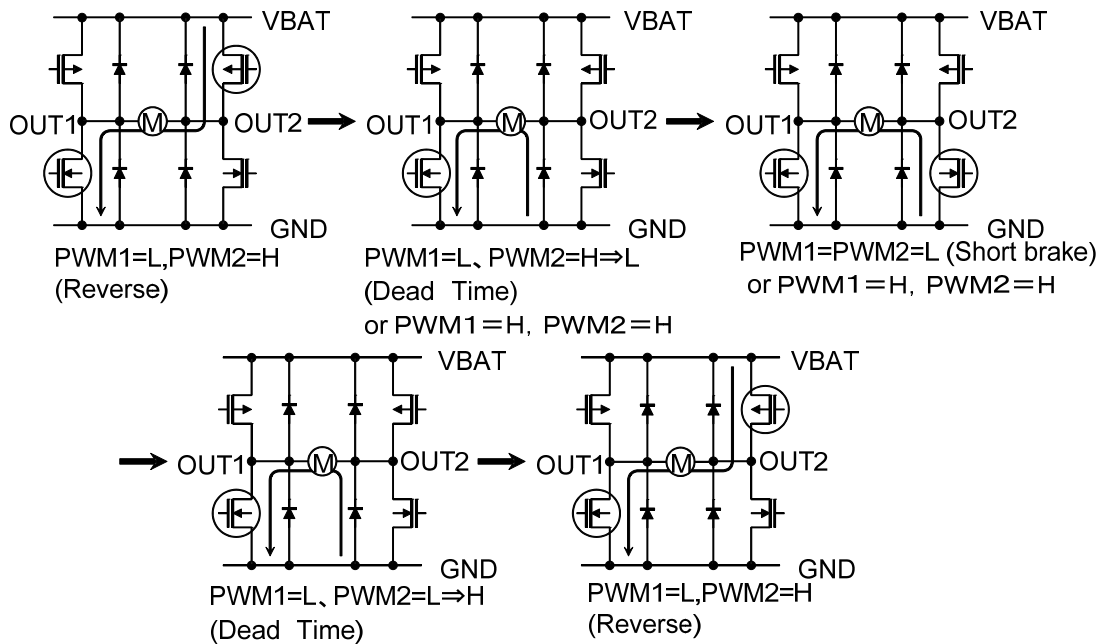 VBAT
M
OUT1
OUT2
GND
PWM1=L,PWM2=H
(Reverse)
VBAT
M
OUT1
OUT2
GND
PWM1=L、PWM2=H⇒L
(Dead Time)
or PWM1=H, PWM2=H
VBAT
M
OUT1
OUT2
GND
PWM1=PWM2=L (Short brake)
or PWM1=H, PWM2=H
VBAT
M
OUT1
OUT2
GND
PWM1=L、PWM2=L⇒H
(Dead Time)
VBAT
M
OUT1
OUT2
GND
PWM1=L,PWM2=H
(Reverse)